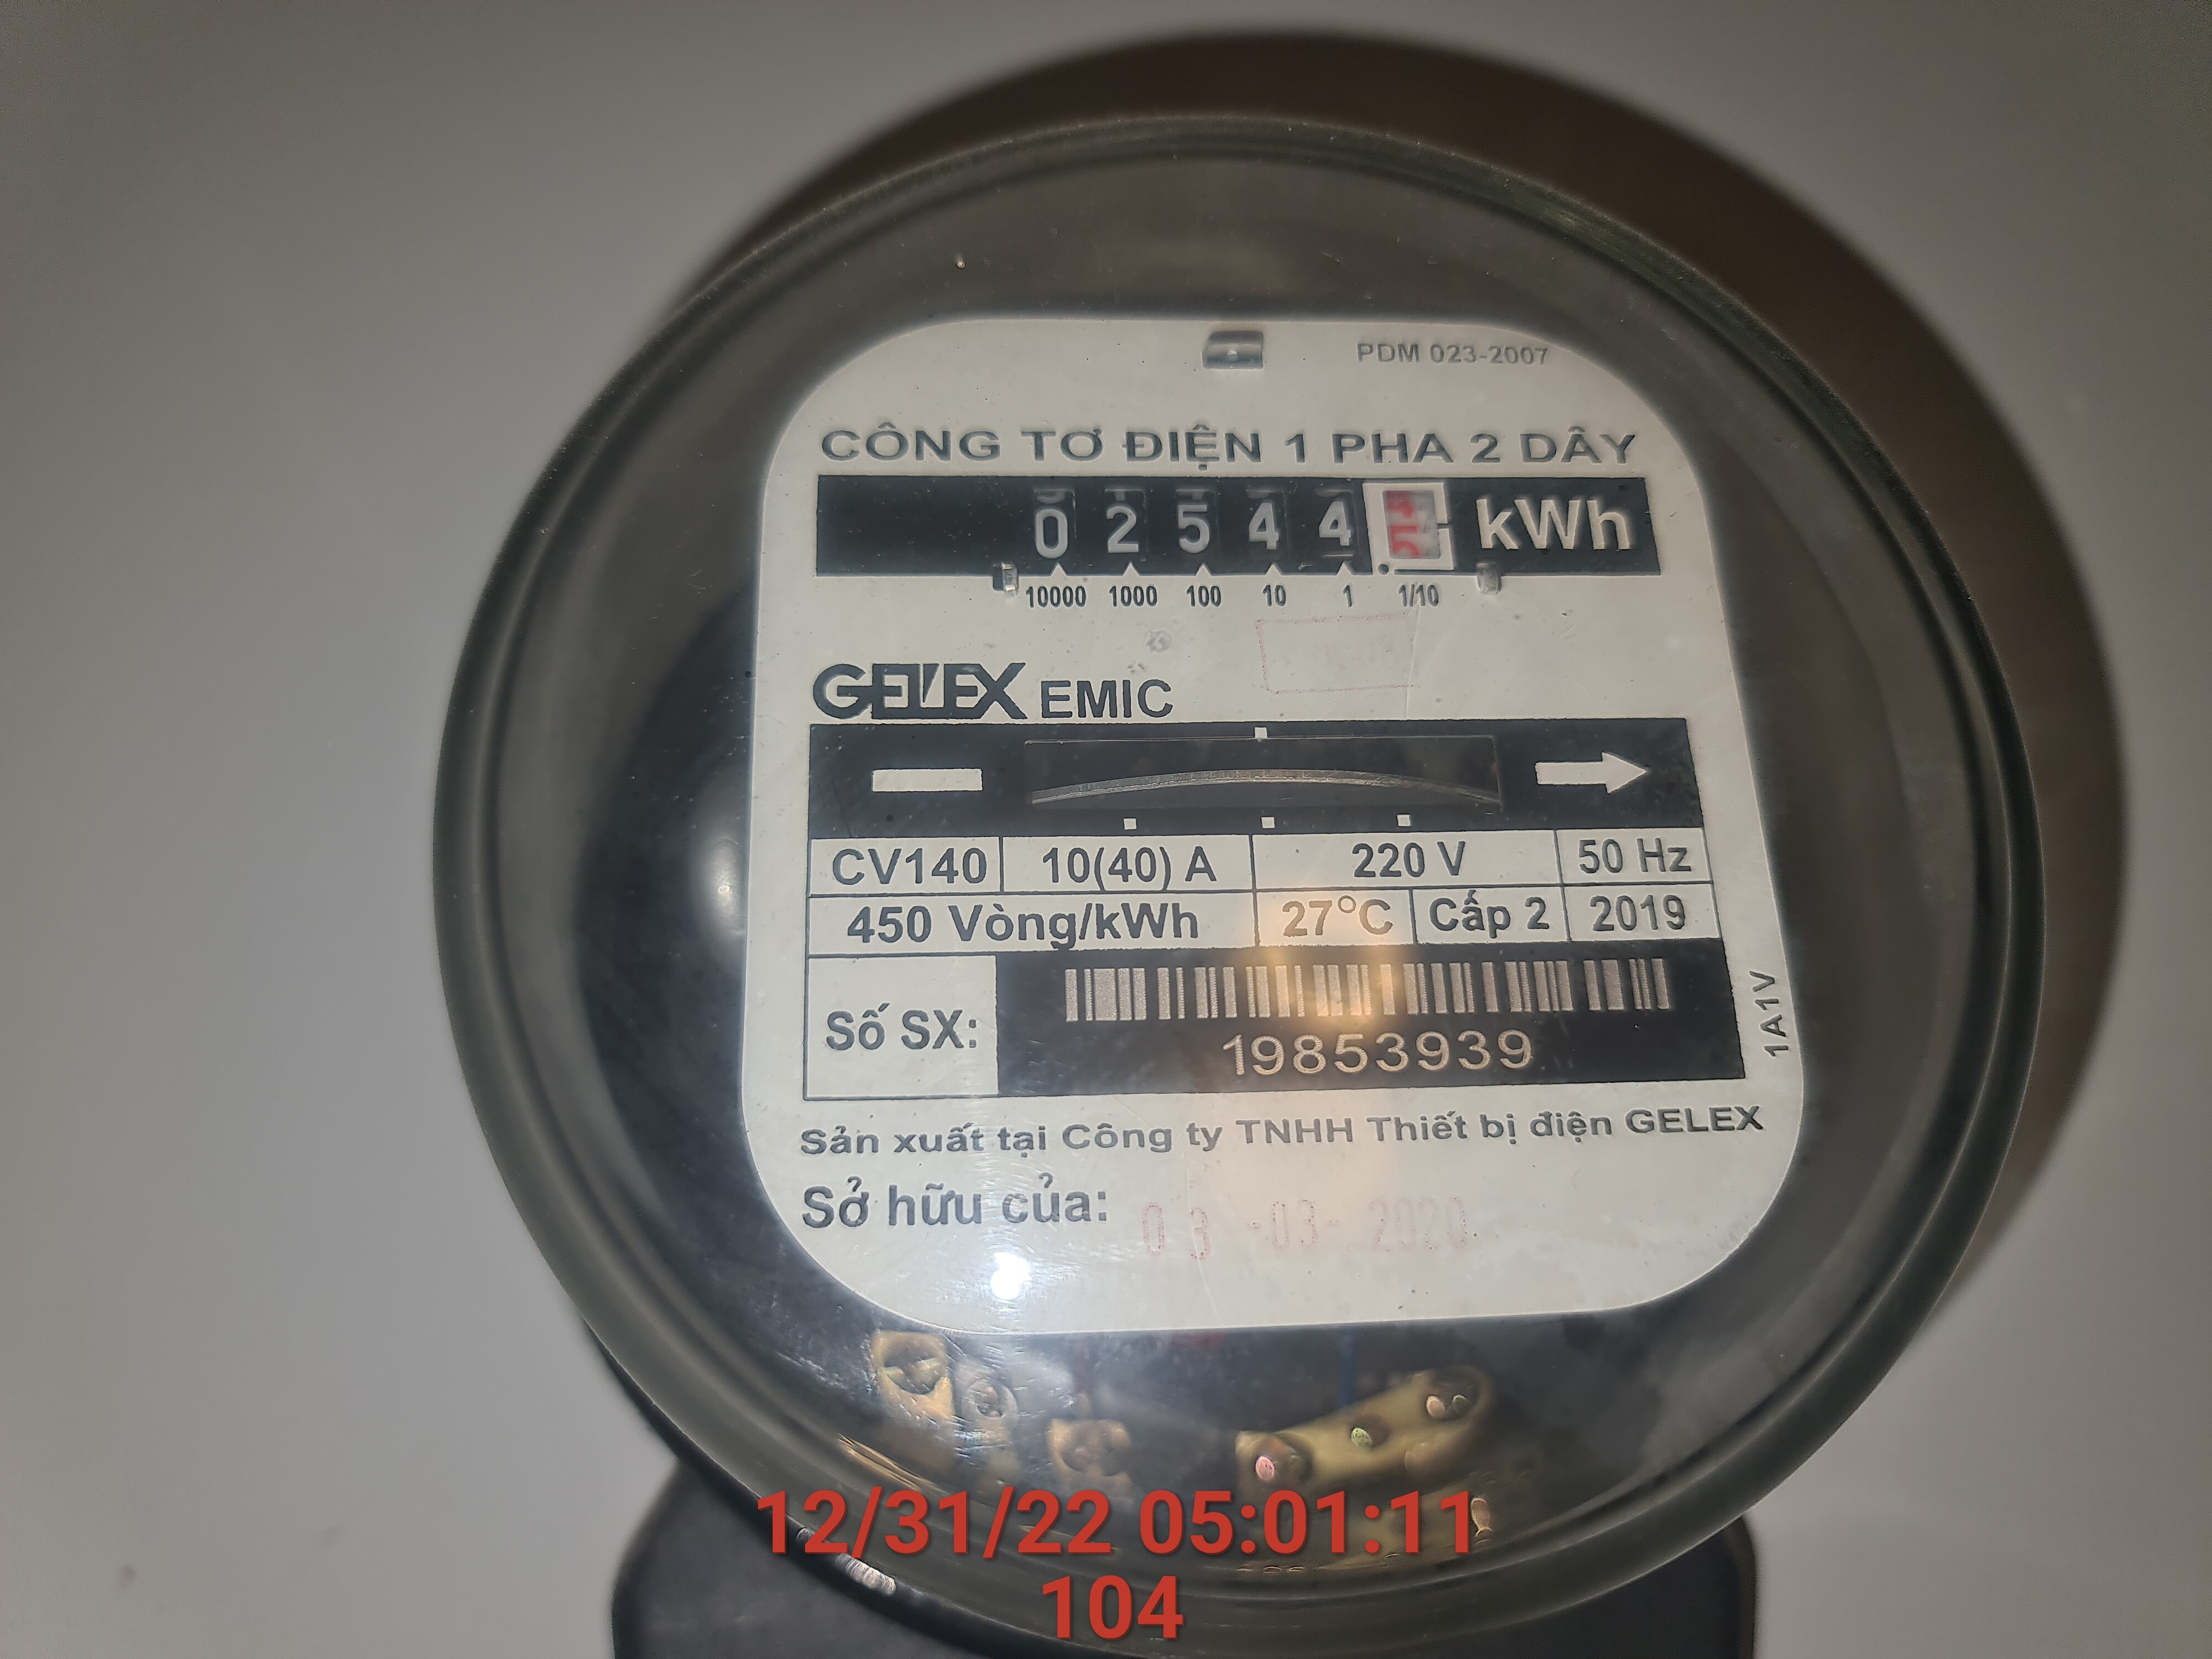 PDM 023-2007
CÔNG TƠ ĐIỆN 1 PHA 2 DÂY
0 2 5 4 4 kWh
10000 1000 100 10 1 1/10
GELEX EMIC
CV140 10(40) A 220 V 50 Hz
450 Vòng/kWh 27°C Cấp 2 2019
Số SX: 19853939
1A1V
Sản xuất tại Công ty TNHH Thiết bị điện GELEX
Sở hữu của: 03 -03- 2020
12/31/22 05:01:11
104